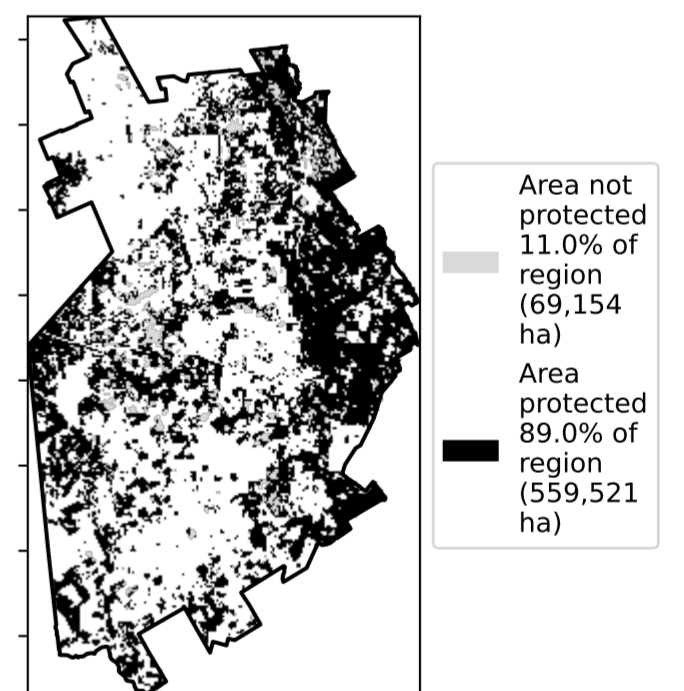 Area not
protected
11.0% of
region
(69,154
ha)
Area
protected
89.0% of
region
(559,521
ha)